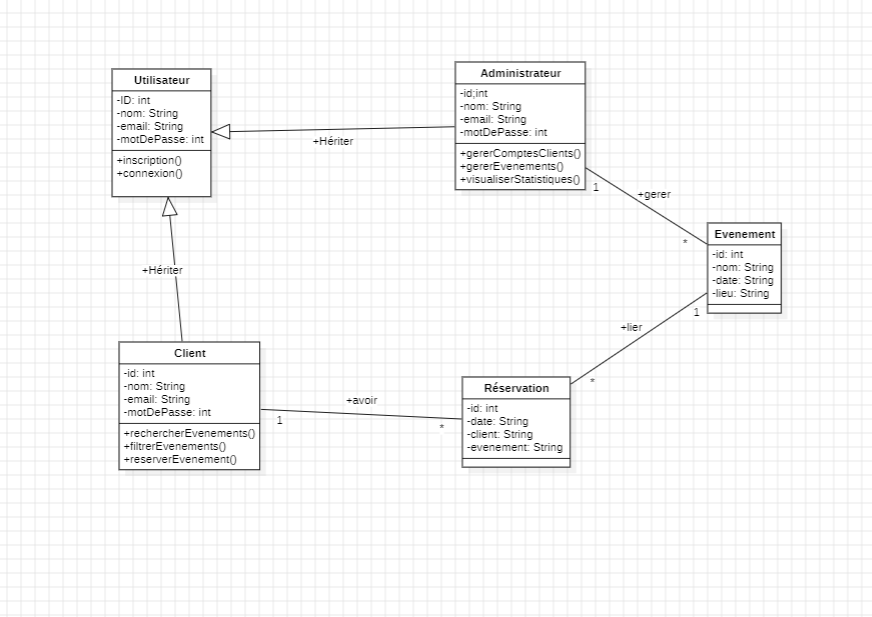 Utilisateur
-ID: int
-nom: String
-email: String
-motDePasse: int
+inscription()
+connexion()
+Hériter
Administrateur
-id;int
-nom: String
-email: String
-motDePasse: int
+gererComptesClients()
+gererEvenements()
+visualiserStatistiques()
1
+gerer
*
Evenement
-id: int
-nom: String
-date: String
-lieu: String
1
+lier
*
+Hériter
Client
-id: int
-nom: String
-email: String
-motDePasse: int
+rechercherEvenements()
+filtrerEvenements()
+reserverEvenement()
1
+avoir
*
Réservation
-id: int
-date: String
-client: String
-evenement: String